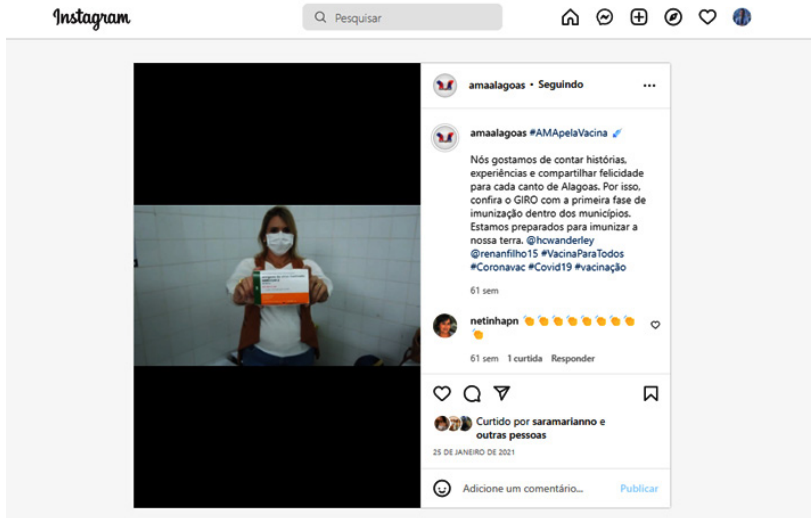 Instagram
Pesquisar
amaalagoas • Seguindo
amaalagoas #AMApelaVacina
Nós gostamos de contar histórias,
experiências e compartilhar felicidade
para cada canto de Alagoas. Por isso,
confira o GIRO com a primeira fase de
imunização dentro dos municípios.
Estamos preparados para imunizar a
nossa terra. @hcwanderley
@renanfilho15 #VacinaParaTodos
#Coronavac #Covid19 #vacinação
61 sem
netinhapn
61 sem 1 curtida Responder
Curtido por saramarianno e
outras pessoas
25 DE JANEIRO DE 2021
Adicione um comentário... Publicar